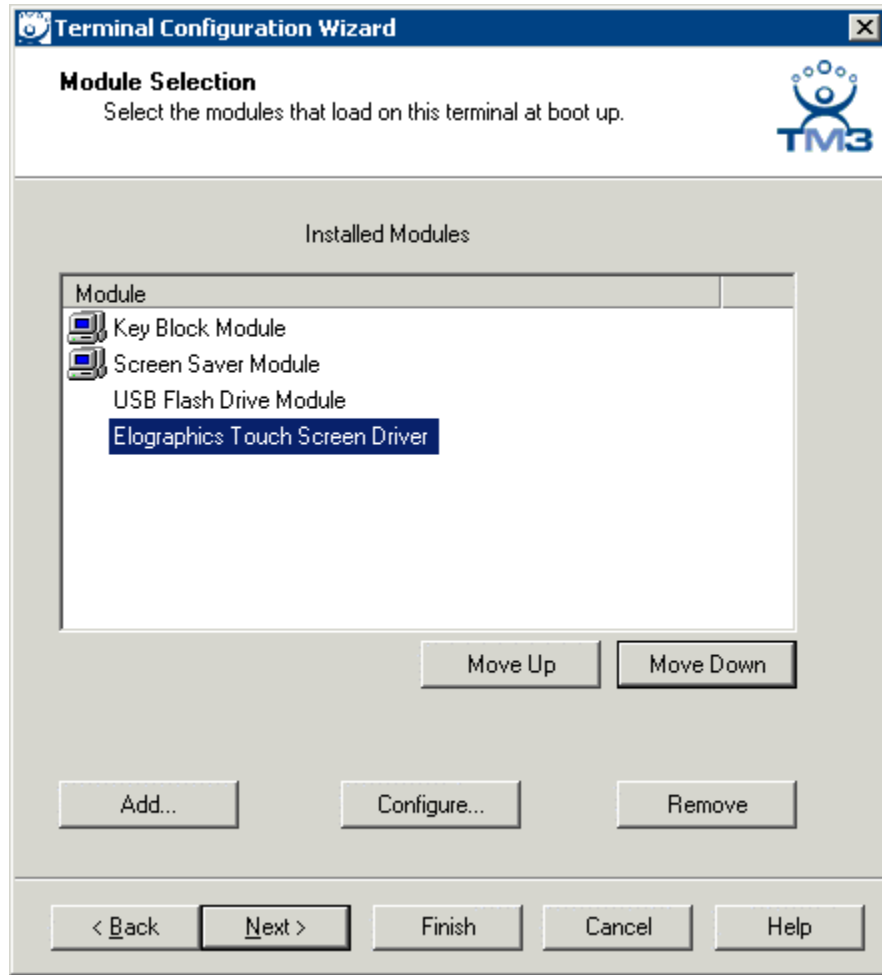 Terminal Configuration Wizard
Module Selection
Select the modules that load on this terminal at boot up.
TM3
Installed Modules
Module
Key Block Module
Screen Saver Module
USB Flash Drive Module
Elographics Touch Screen Driver
Move Up Move Down
Add... Configure... Remove
< Back Next > Finish Cancel Help